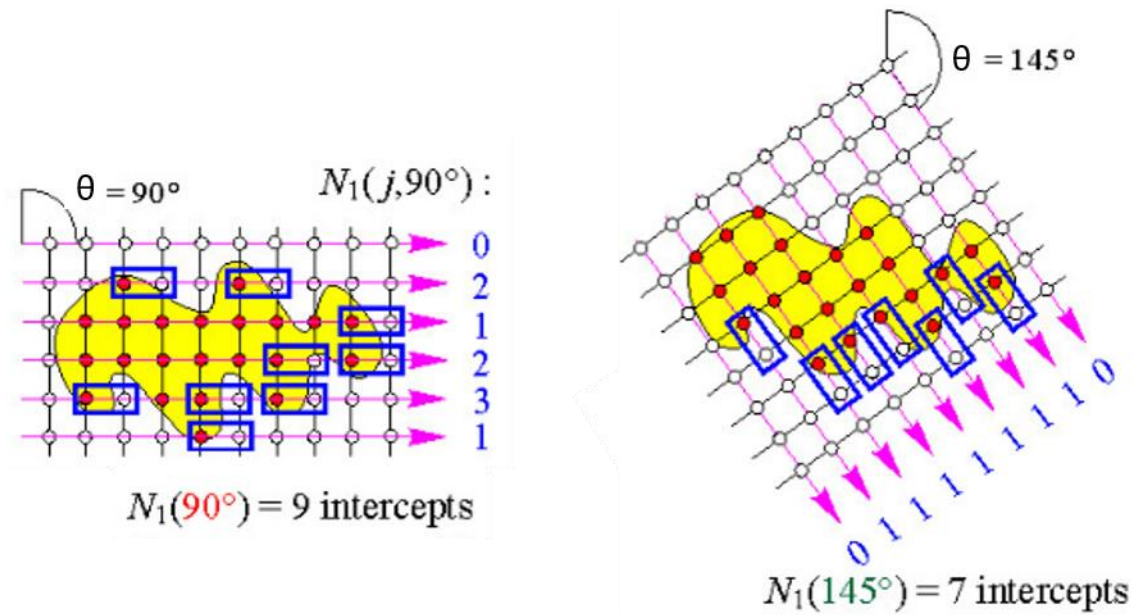 θ = 90°
N₁(j,90°) :
0
2
1
2
3
1
N₁(90°) = 9 intercepts
θ = 145°
0 1 1 1 1 1 1 1 0
N₁(145°) = 7 intercepts